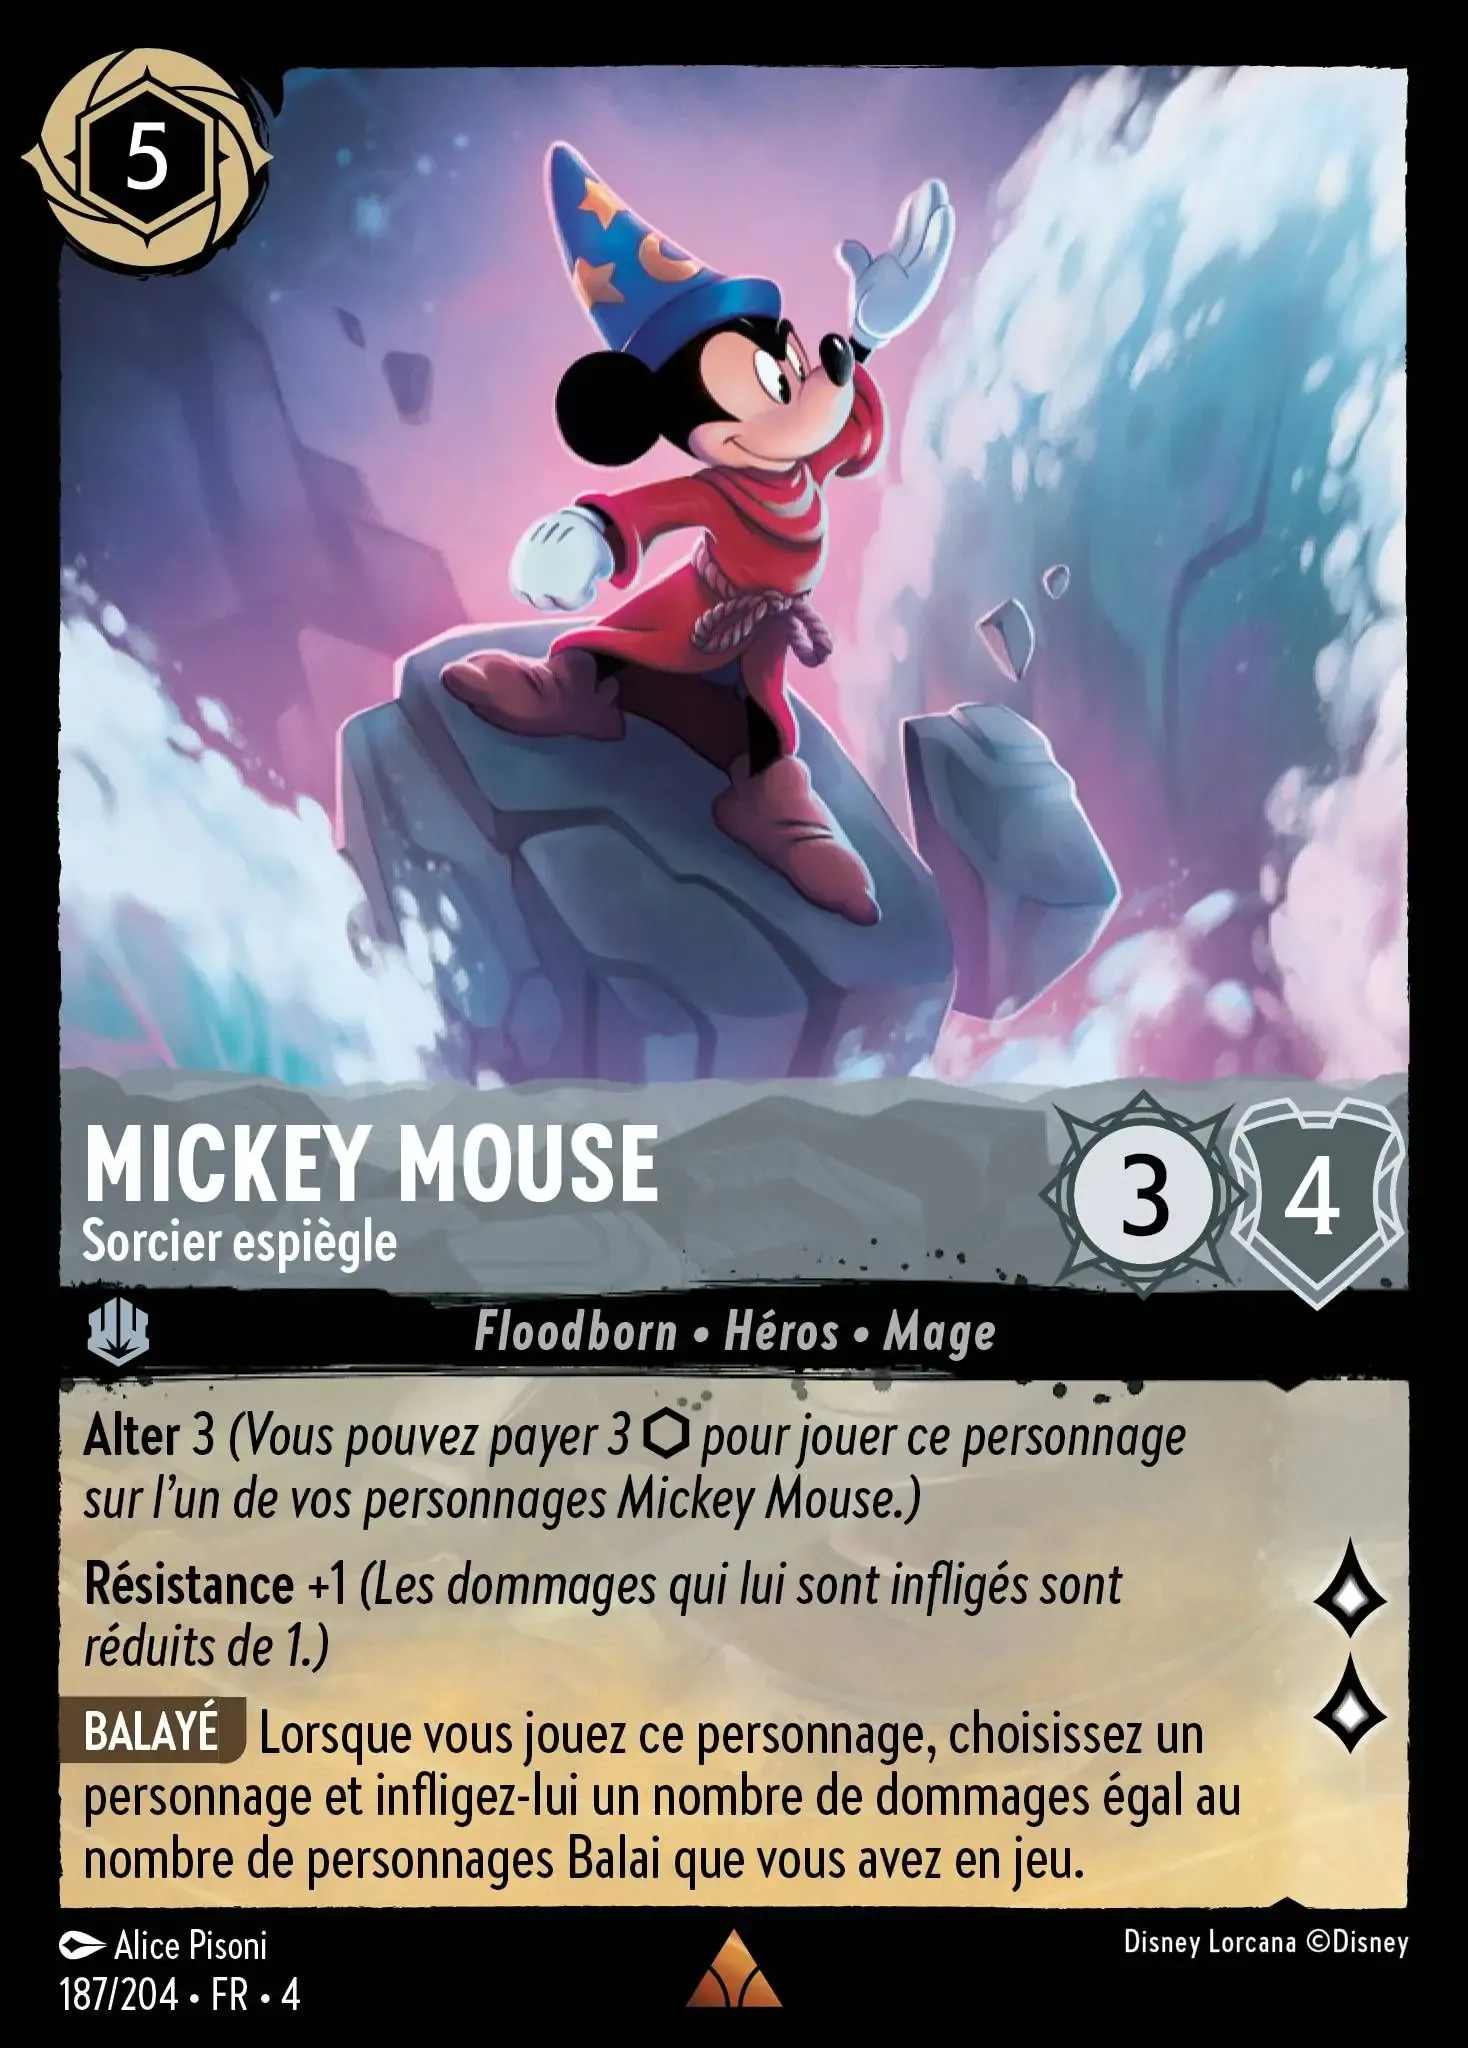 5
MICKEY MOUSE
Sorcier espiègle
3
4
Floodborn • Héros • Mage
Alter 3 (Vous pouvez payer 3 ⬡ pour jouer ce personnage
sur l’un de vos personnages Mickey Mouse.)
Résistance +1 (Les dommages qui lui sont infligés sont
réduits de 1.)
BALAYÉ Lorsque vous jouez ce personnage, choisissez un
personnage et infligez-lui un nombre de dommages égal au
nombre de personnages Balai que vous avez en jeu.
Alice Pisoni
Disney Lorcana ©Disney
187/204 • FR • 4